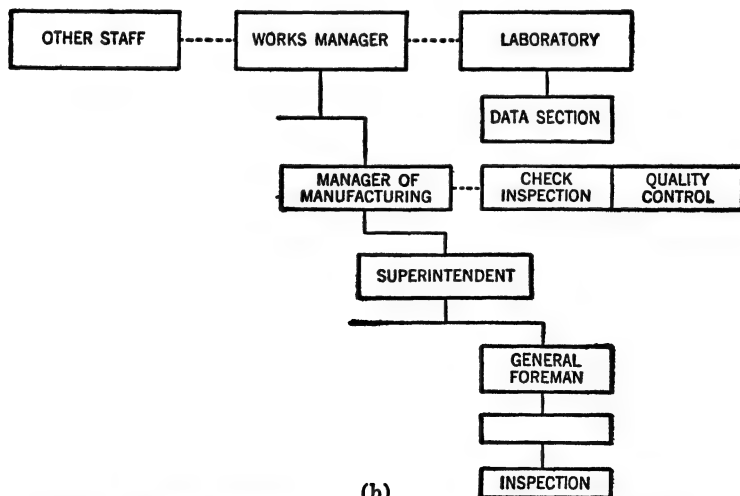 OTHER STAFF
WORKS MANAGER
LABORATORY
DATA SECTION
MANAGER OF
MANUFACTURING
CHECK
INSPECTION
QUALITY
CONTROL
SUPERINTENDENT
GENERAL
FOREMAN
INSPECTION
(b)